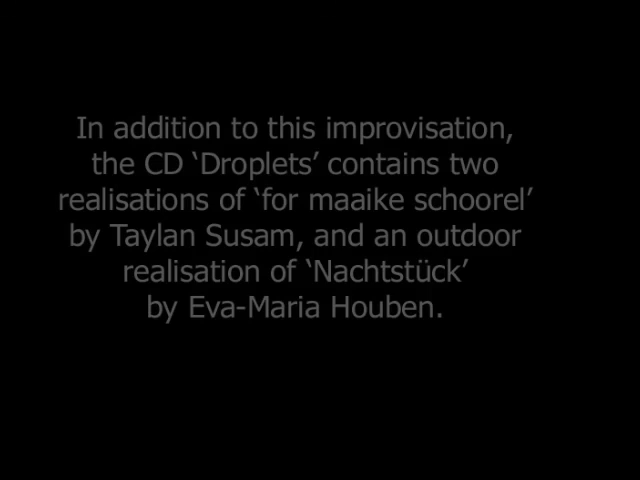 In addition to this improvisation,
the CD ‘Droplets’ contains two
realisations of ‘for maaike schoorel’
by Taylan Susam, and an outdoor
realisation of ‘Nachtstück’
by Eva-Maria Houben.